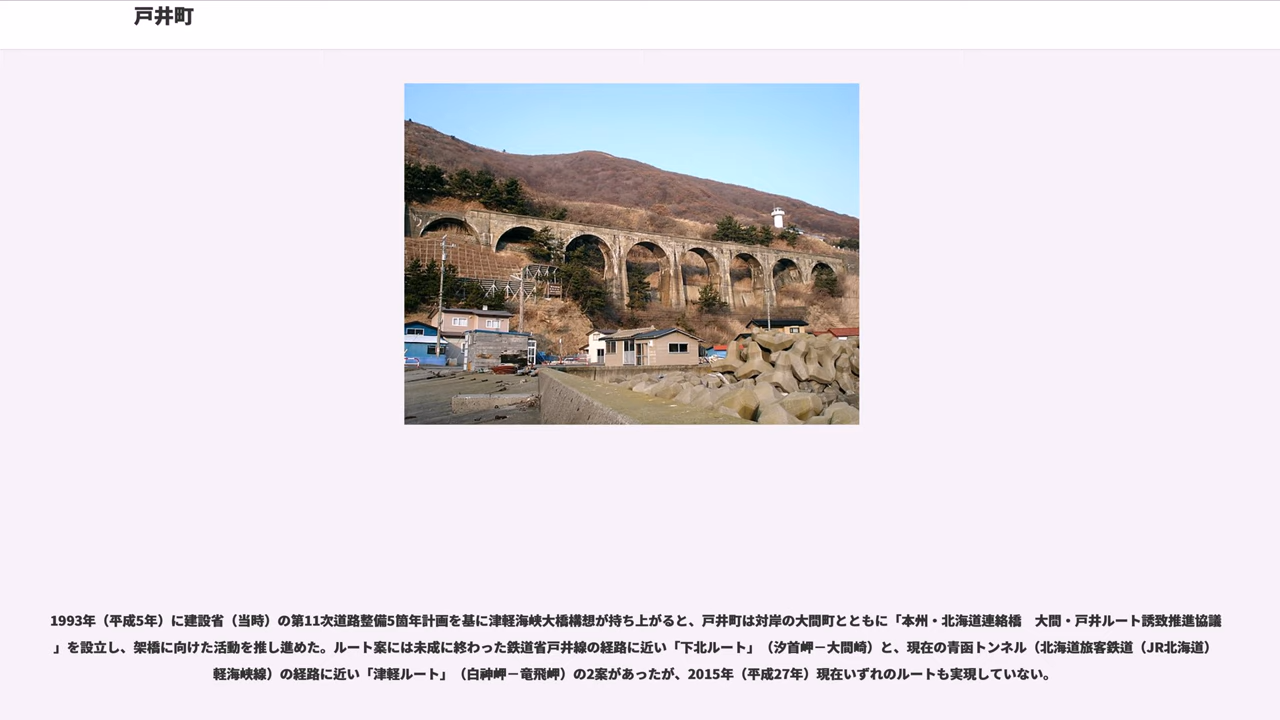 戸井町
1993年（平成5年）に建設省（当時）の第11次道路整備5箇年計画を基に津軽海峡大橋構想が持ち上がると、戸井町は対岸の大間町とともに「本州・北海道連絡橋　大間・戸井ルート誘致推進協議
」を設立し、架橋に向けた活動を推し進めた。ルート案には未成に終わった鉄道省戸井線の経路に近い「下北ルート」（汐首岬－大間崎）と、現在の青函トンネル（北海道旅客鉄道（JR北海道）
軽海峡線）の経路に近い「津軽ルート」（白神岬－竜飛岬）の2案があったが、2015年（平成27年）現在いずれのルートも実現していない。